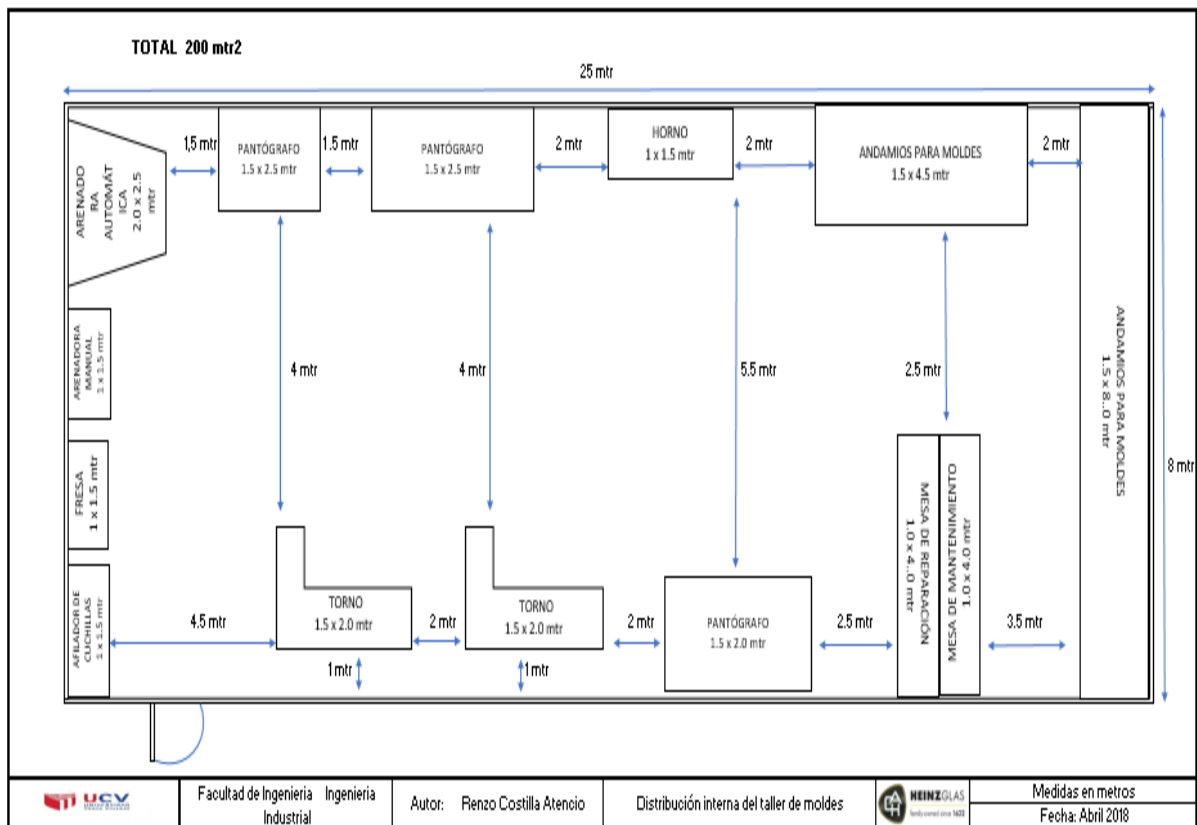 TOTAL 200 mtr2
25 mtr
ARENADO
RA
AUTOMÁT
ICA
2.0 x 2.5
mtr
1,5 mtr
PANTÓGRAFO
1.5 x 2.5 mtr
1.5 mtr
PANTÓGRAFO
1.5 x 2.5 mtr
2 mtr
HORNO
1 x 1.5 mtr
2 mtr
ANDAMIOS PARA MOLDES
1.5 x 4.5 mtr
2 mtr
ARENADORA
MANUAL
1 x 1.5 mtr
4 mtr
4 mtr
5.5 mtr
2.5 mtr
ANDAMIOS PARA MOLDES
1.5 x 8..0 mtr
8 mtr
FRESA
1 x 1.5 mtr
AFILADOR DE
CUCHILLAS
1 x 1.5 mtr
4.5 mtr
TORNO
1.5 x 2.0 mtr
2 mtr
TORNO
1.5 x 2.0 mtr
2 mtr
PANTÓGRAFO
1.5 x 2.0 mtr
2.5 mtr
MESA DE REPARACIÓN
1.0 x 4..0 mtr
MESA DE MANTENIMIENTO
1.0 x 4.0 mtr
3.5 mtr
1 mtr
1 mtr
UCV
Facultad de Ingenieria Ingenieria
Industrial
Autor: Renzo Costilla Atencio
Distribución interna del taller de moldes
HEINZGLAS
family owned since 1622
Medidas en metros
Fecha: Abril 2018